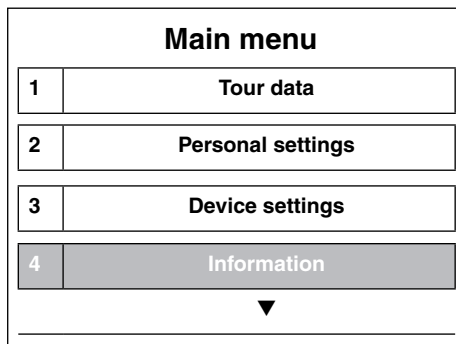 Main menu
1 Tour data
2 Personal settings
3 Device settings
4 Information
▼